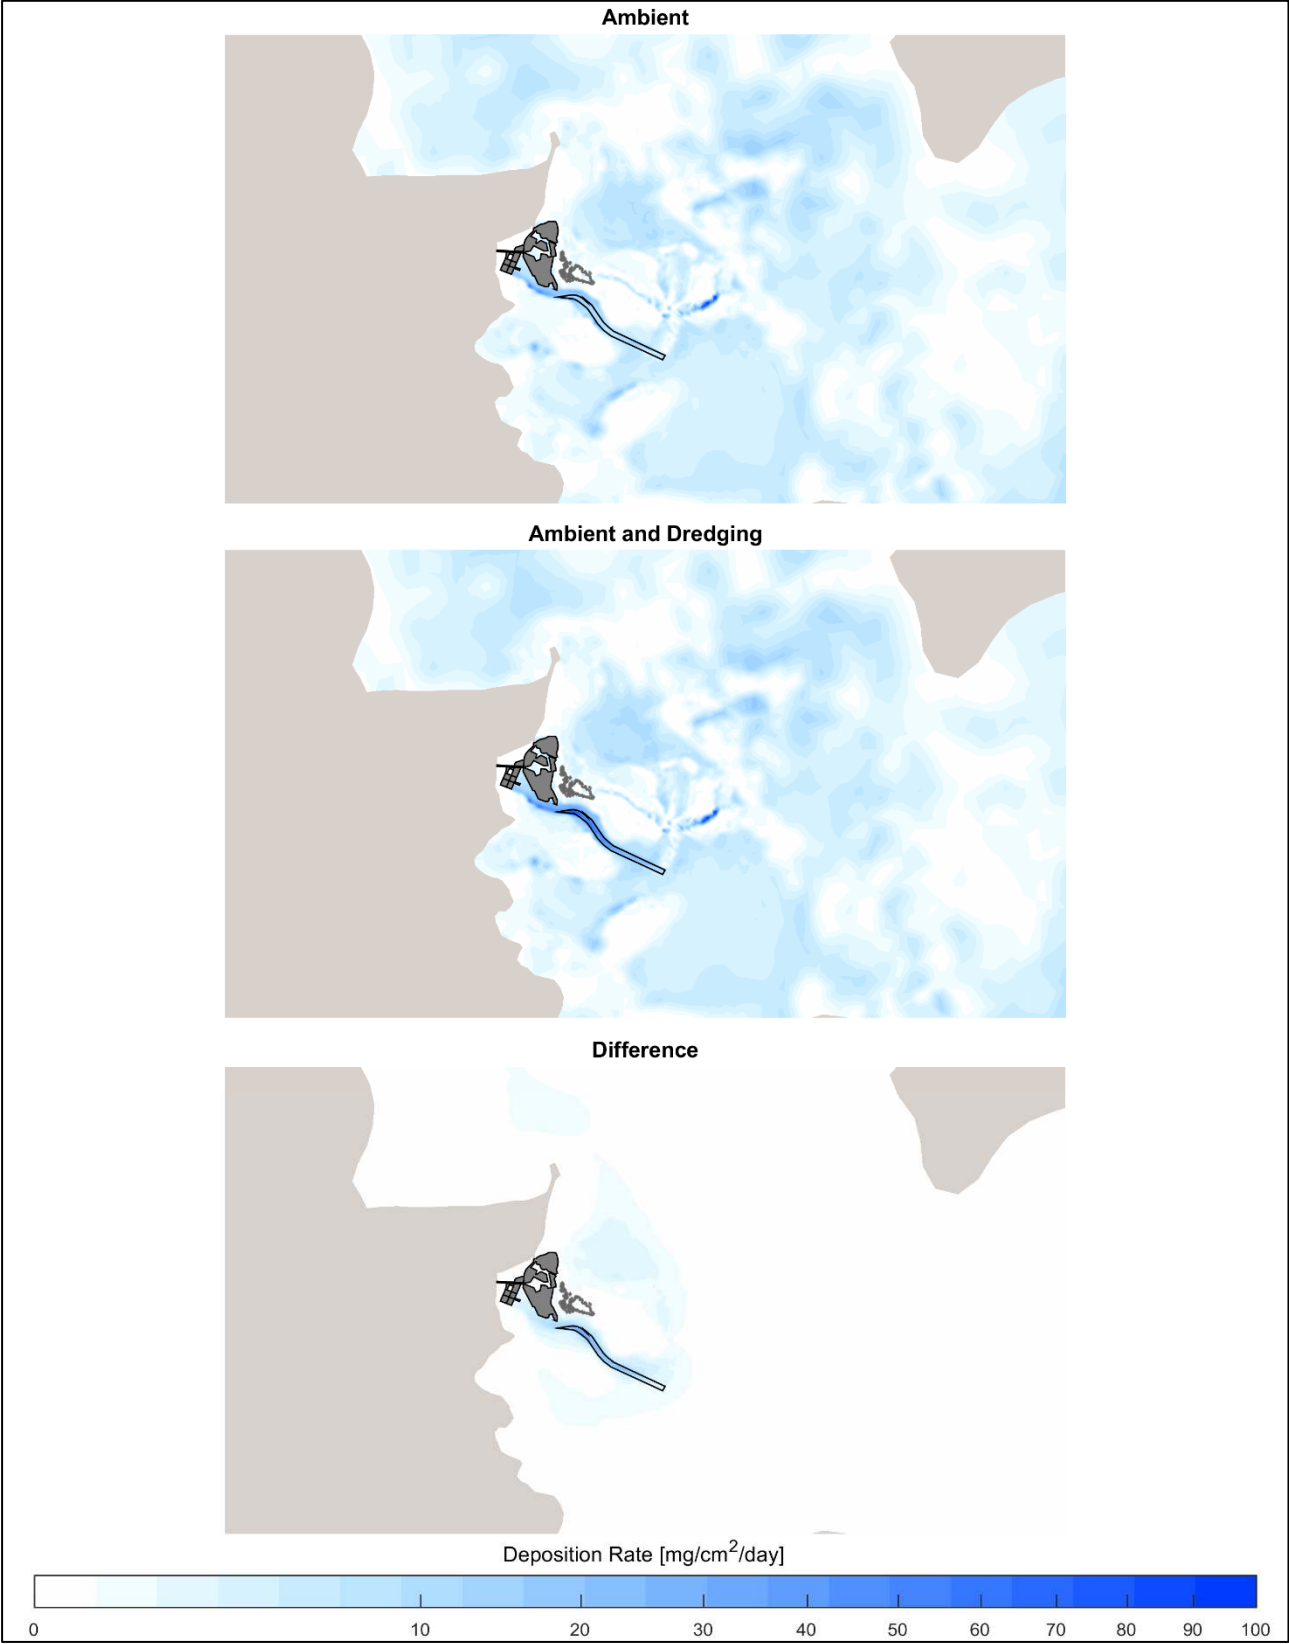 Ambient
Ambient and Dredging
Difference
Deposition Rate [mg/cm²/day]
0 10 20 30 40 50 60 70 80 90 100